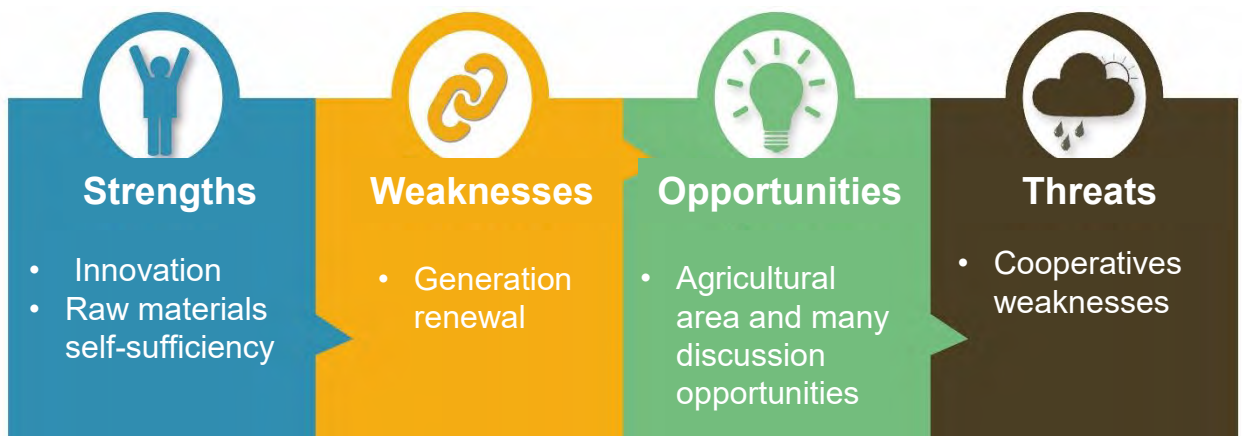 Strengths
• Innovation
• Raw materials
self-sufficiency
Weaknesses
• Generation
renewal
Opportunities
• Agricultural
area and many
discussion
opportunities
Threats
• Cooperatives
weaknesses